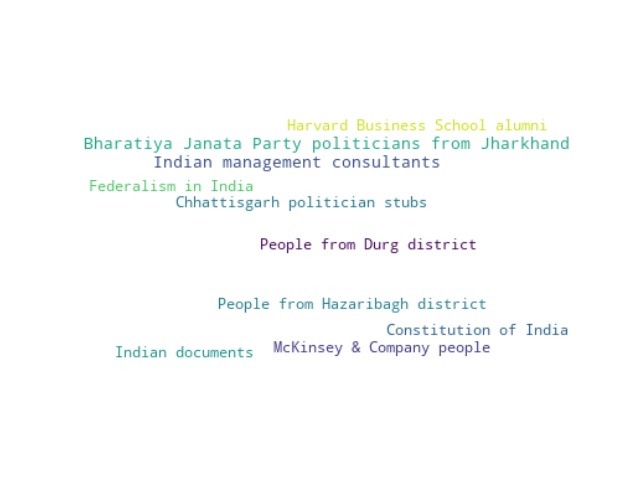 Harvard Business School alumni
Bharatiya Janata Party politicians from Jharkhand
Indian management consultants
Federalism in India
Chhattisgarh politician stubs
People from Durg district
People from Hazaribagh district
Constitution of India
McKinsey & Company people
Indian documents